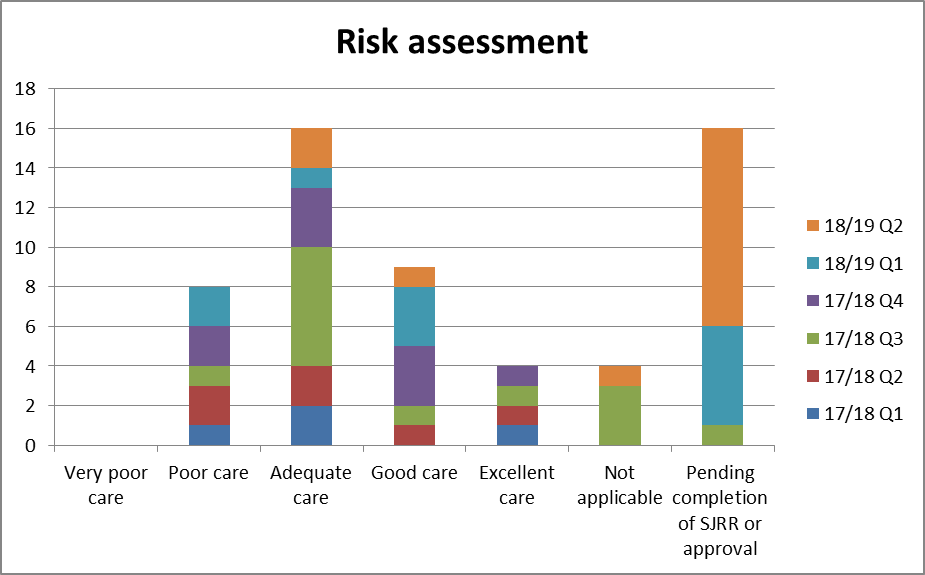 Risk assessment
18
16
14
12
10
8
6
4
2
0
Very poor care
Poor care
Adequate care
Good care
Excellent care
Not applicable
Pending completion of SJRR or approval
18/19 Q2
18/19 Q1
17/18 Q4
17/18 Q3
17/18 Q2
17/18 Q1